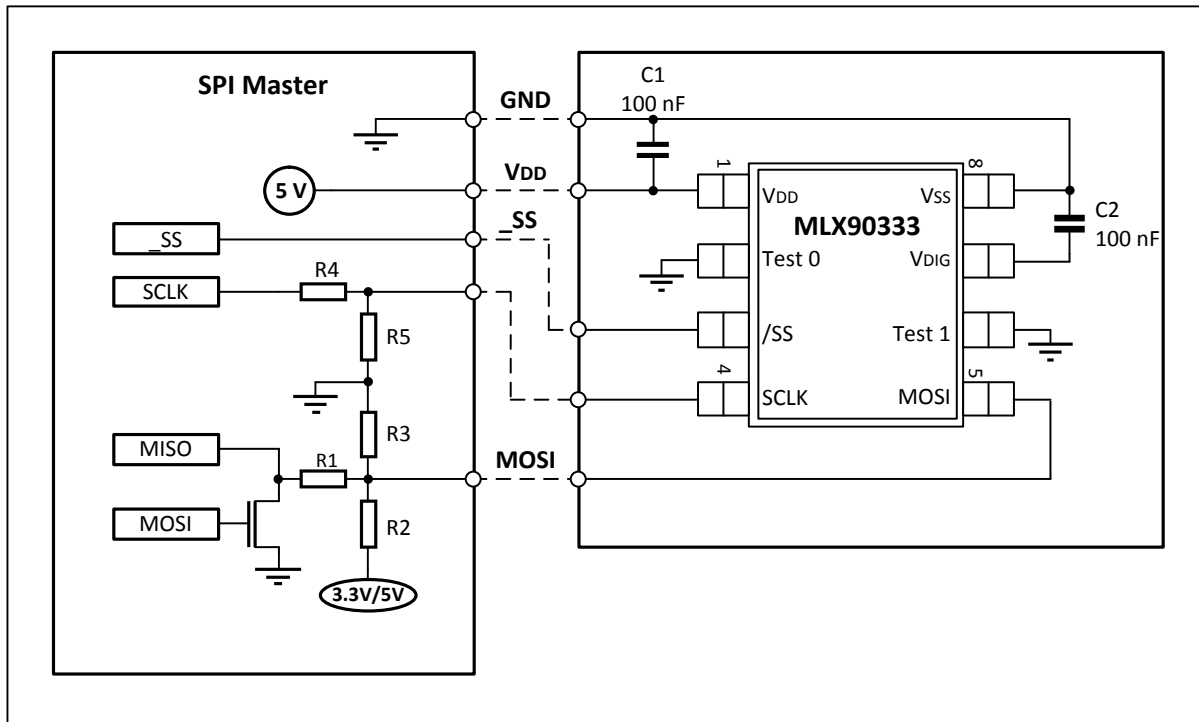 SPI Master
GND
VDD
_SS
5 V
_SS
SCLK
R4
R5
R3
MISO
R1
MOSI
MOSI
R2
3.3V/5V
C1
100 nF
1
8
VDD
VSS
MLX90333
C2
100 nF
Test 0
VDIG
/SS
Test 1
4
5
SCLK
MOSI